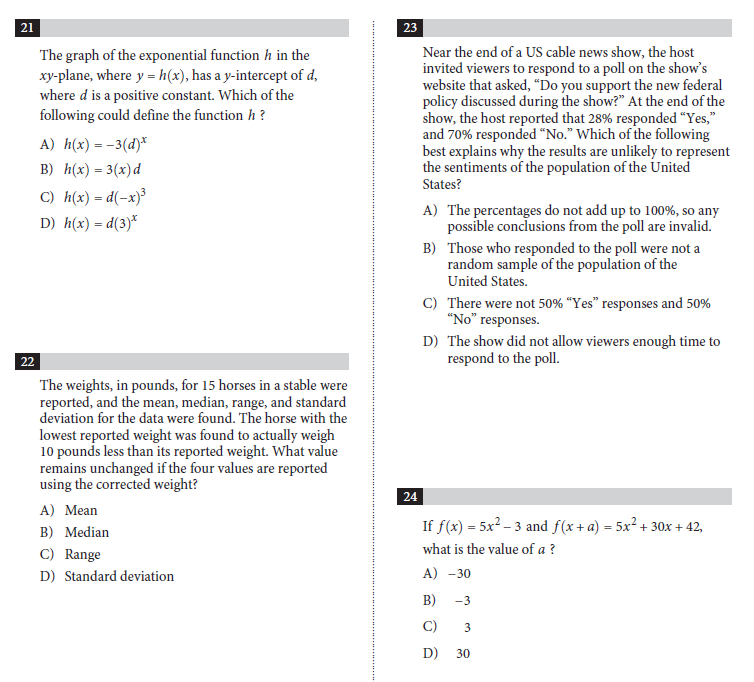 21
The graph of the exponential function h in the
xy-plane, where y = h(x), has a y-intercept of d,
where d is a positive constant. Which of the
following could define the function h ?
A) h(x) = −3(d)ˣ
B) h(x) = 3(x)d
C) h(x) = d(−x)³
D) h(x) = d(3)ˣ
22
The weights, in pounds, for 15 horses in a stable were
reported, and the mean, median, range, and standard
deviation for the data were found. The horse with the
lowest reported weight was found to actually weigh
10 pounds less than its reported weight. What value
remains unchanged if the four values are reported
using the corrected weight?
A) Mean
B) Median
C) Range
D) Standard deviation
23
Near the end of a US cable news show, the host
invited viewers to respond to a poll on the show’s
website that asked, “Do you support the new federal
policy discussed during the show?” At the end of the
show, the host reported that 28% responded “Yes,”
and 70% responded “No.” Which of the following
best explains why the results are unlikely to represent
the sentiments of the population of the United
States?
A) The percentages do not add up to 100%, so any
possible conclusions from the poll are invalid.
B) Those who responded to the poll were not a
random sample of the population of the
United States.
C) There were not 50% “Yes” responses and 50%
“No” responses.
D) The show did not allow viewers enough time to
respond to the poll.
24
If f(x) = 5x² − 3 and f(x + a) = 5x² + 30x + 42,
what is the value of a ?
A) −30
B) −3
C) 3
D) 30